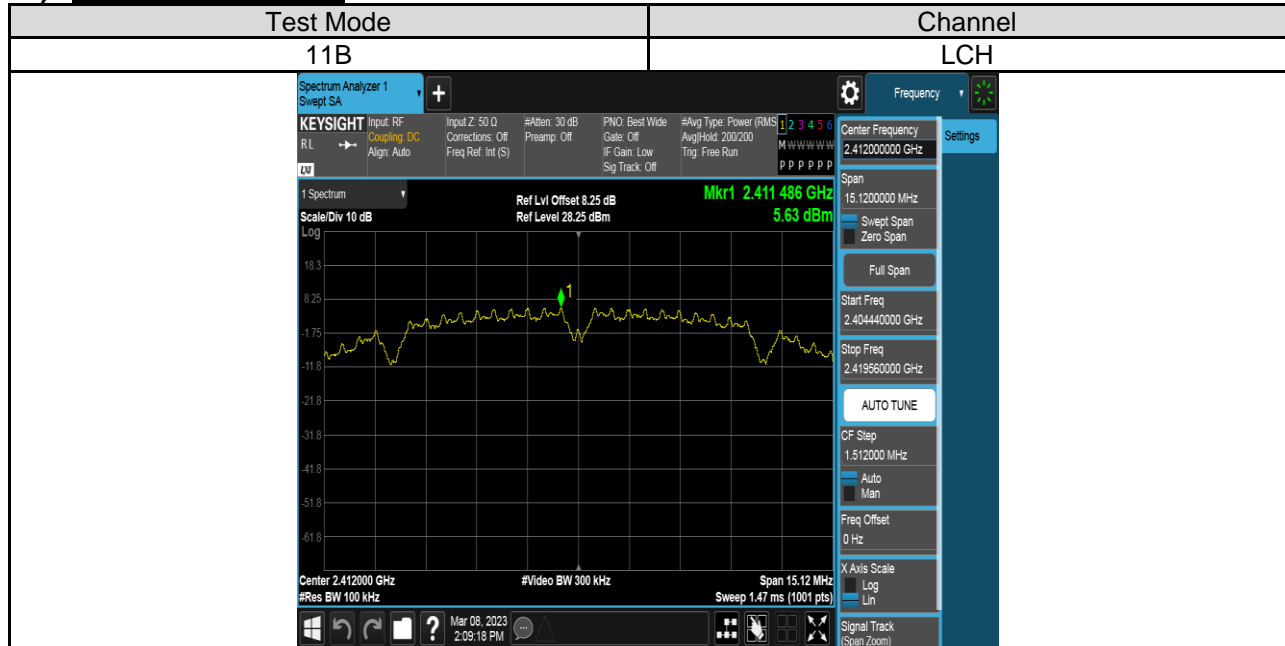 Test Mode
Channel
11B
LCH
Spectrum Analyzer 1
Swept SA
Frequency
KEYSIGHT
RL
LXI
Input: RF
Coupling: DC
Align: Auto
Input Z: 50 Ω
Corrections: Off
Freq Ref: Int (S)
#Atten: 30 dB
Preamp: Off
PNO: Best Wide
Gate: Off
IF Gain: Low
Sig Track: Off
#Avg Type: Power (RMS
Avg|Hold: 200/200
Trig: Free Run
1 2 3 4 5 6
M W W W W W
P P P P P P
Center Frequency
2.412000000 GHz
Settings
Span
15.1200000 MHz
Swept Span
Zero Span
Full Span
Start Freq
2.404440000 GHz
Stop Freq
2.419560000 GHz
AUTO TUNE
CF Step
1.512000 MHz
Auto
Man
Freq Offset
0 Hz
X Axis Scale
Log
Lin
Signal Track
(Span Zoom)
1 Spectrum
Scale/Div 10 dB
Log
Ref Lvl Offset 8.25 dB
Ref Level 28.25 dBm
Mkr1 2.411 486 GHz
5.63 dBm
18.3
8.25
-1.75
-11.8
-21.8
-31.8
-41.8
-51.8
-61.8
1
Center 2.412000 GHz
#Res BW 100 kHz
#Video BW 300 kHz
Span 15.12 MHz
Sweep 1.47 ms (1001 pts)
?
Mar 08, 2023
2:09:18 PM